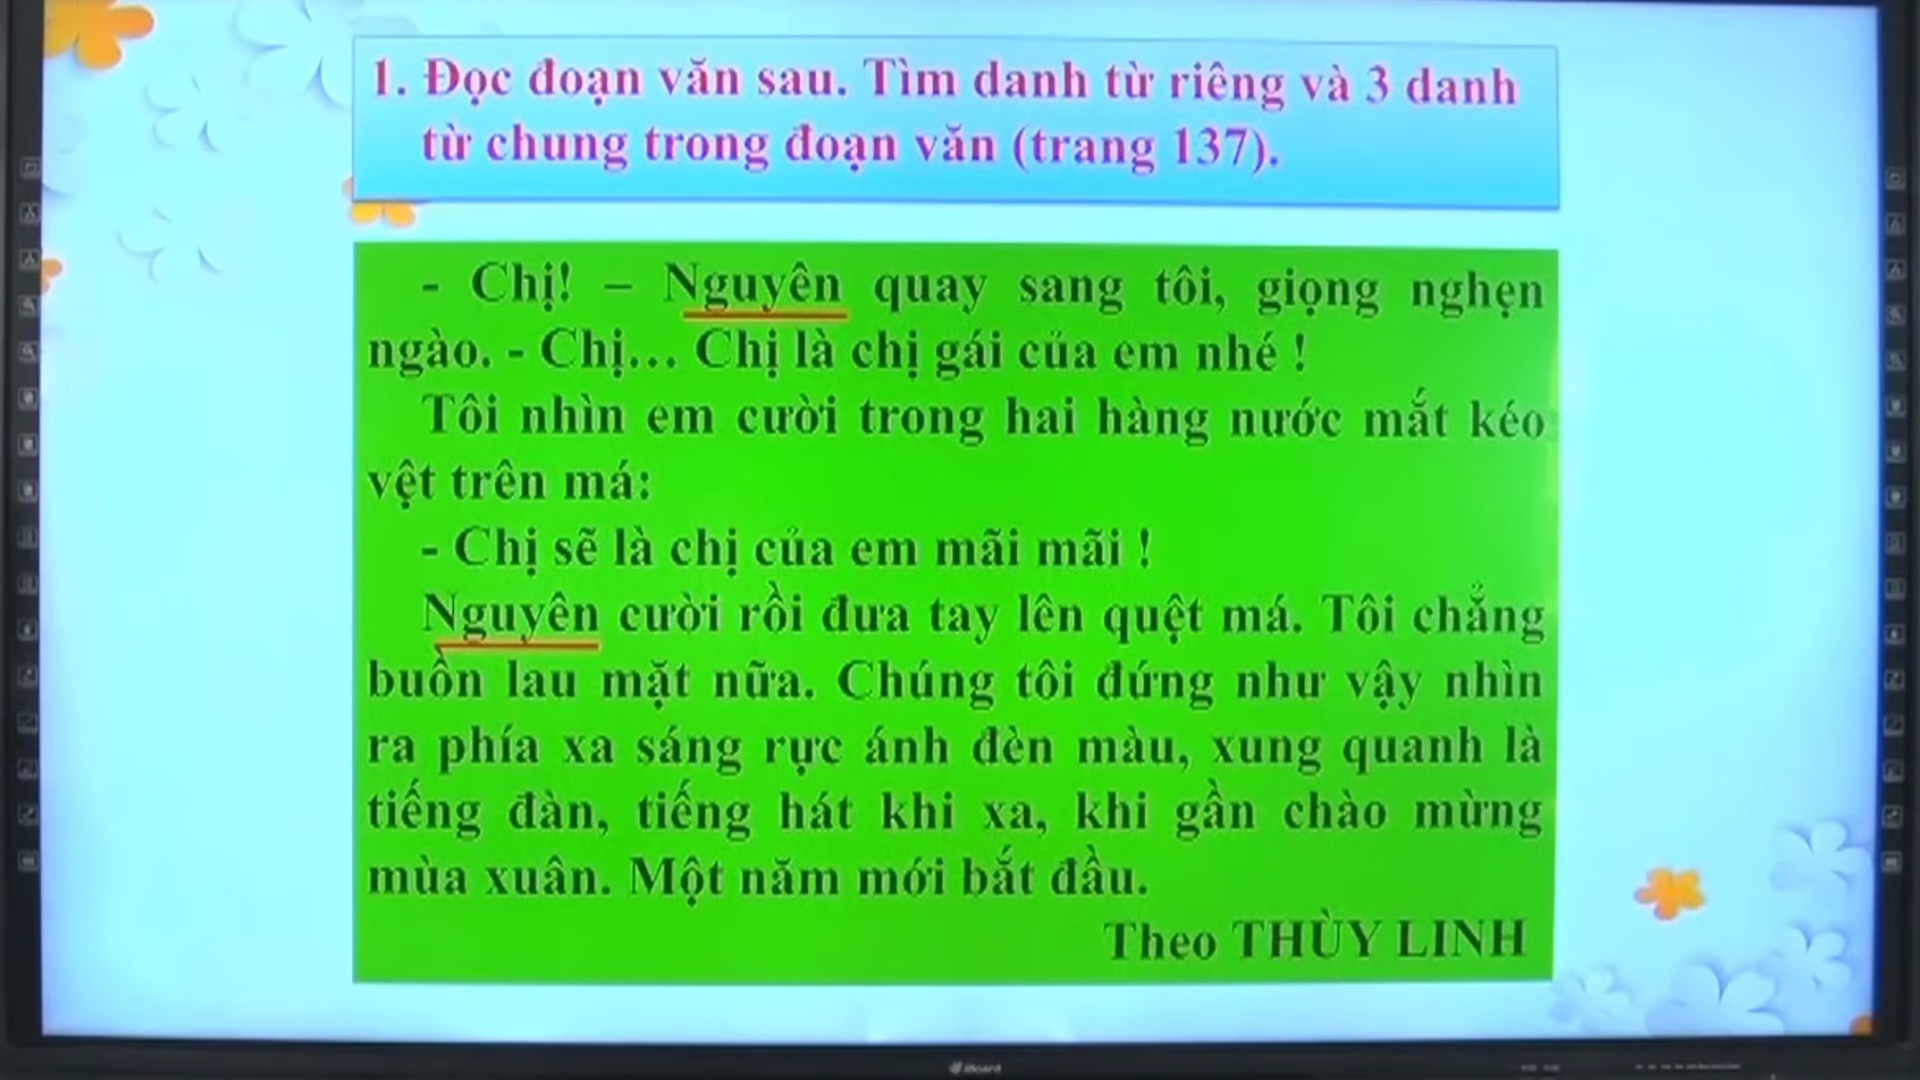 1. Đọc đoạn văn sau. Tìm danh từ riêng và 3 danh
từ chung trong đoạn văn (trang 137).
- Chị! – Nguyên quay sang tôi, giọng nghẹn
ngào. - Chị... Chị là chị gái của em nhé !
Tôi nhìn em cười trong hai hàng nước mắt kéo
vệt trên má:
- Chị sẽ là chị của em mãi mãi !
Nguyên cười rồi đưa tay lên quệt má. Tôi chẳng
buồn lau mặt nữa. Chúng tôi đứng như vậy nhìn
ra phía xa sáng rực ánh đèn màu, xung quanh là
tiếng đàn, tiếng hát khi xa, khi gần chào mừng
mùa xuân. Một năm mới bắt đầu.
Theo THÙY LINH
iBoard